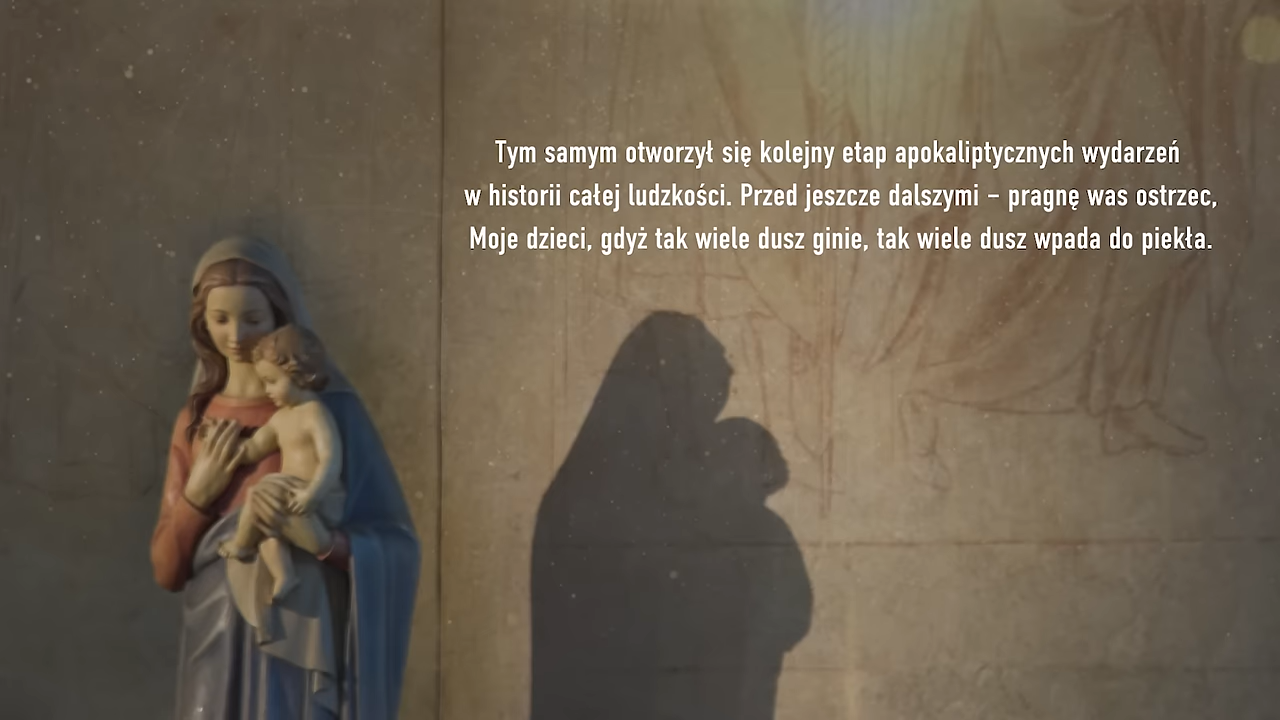 Tym samym otworzył się kolejny etap apokaliptycznych wydarzeń
w historii całej ludzkości. Przed jeszcze dalszymi – pragnę was ostrzec,
Moje dzieci, gdyż tak wiele dusz ginie, tak wiele dusz wpada do piekła.